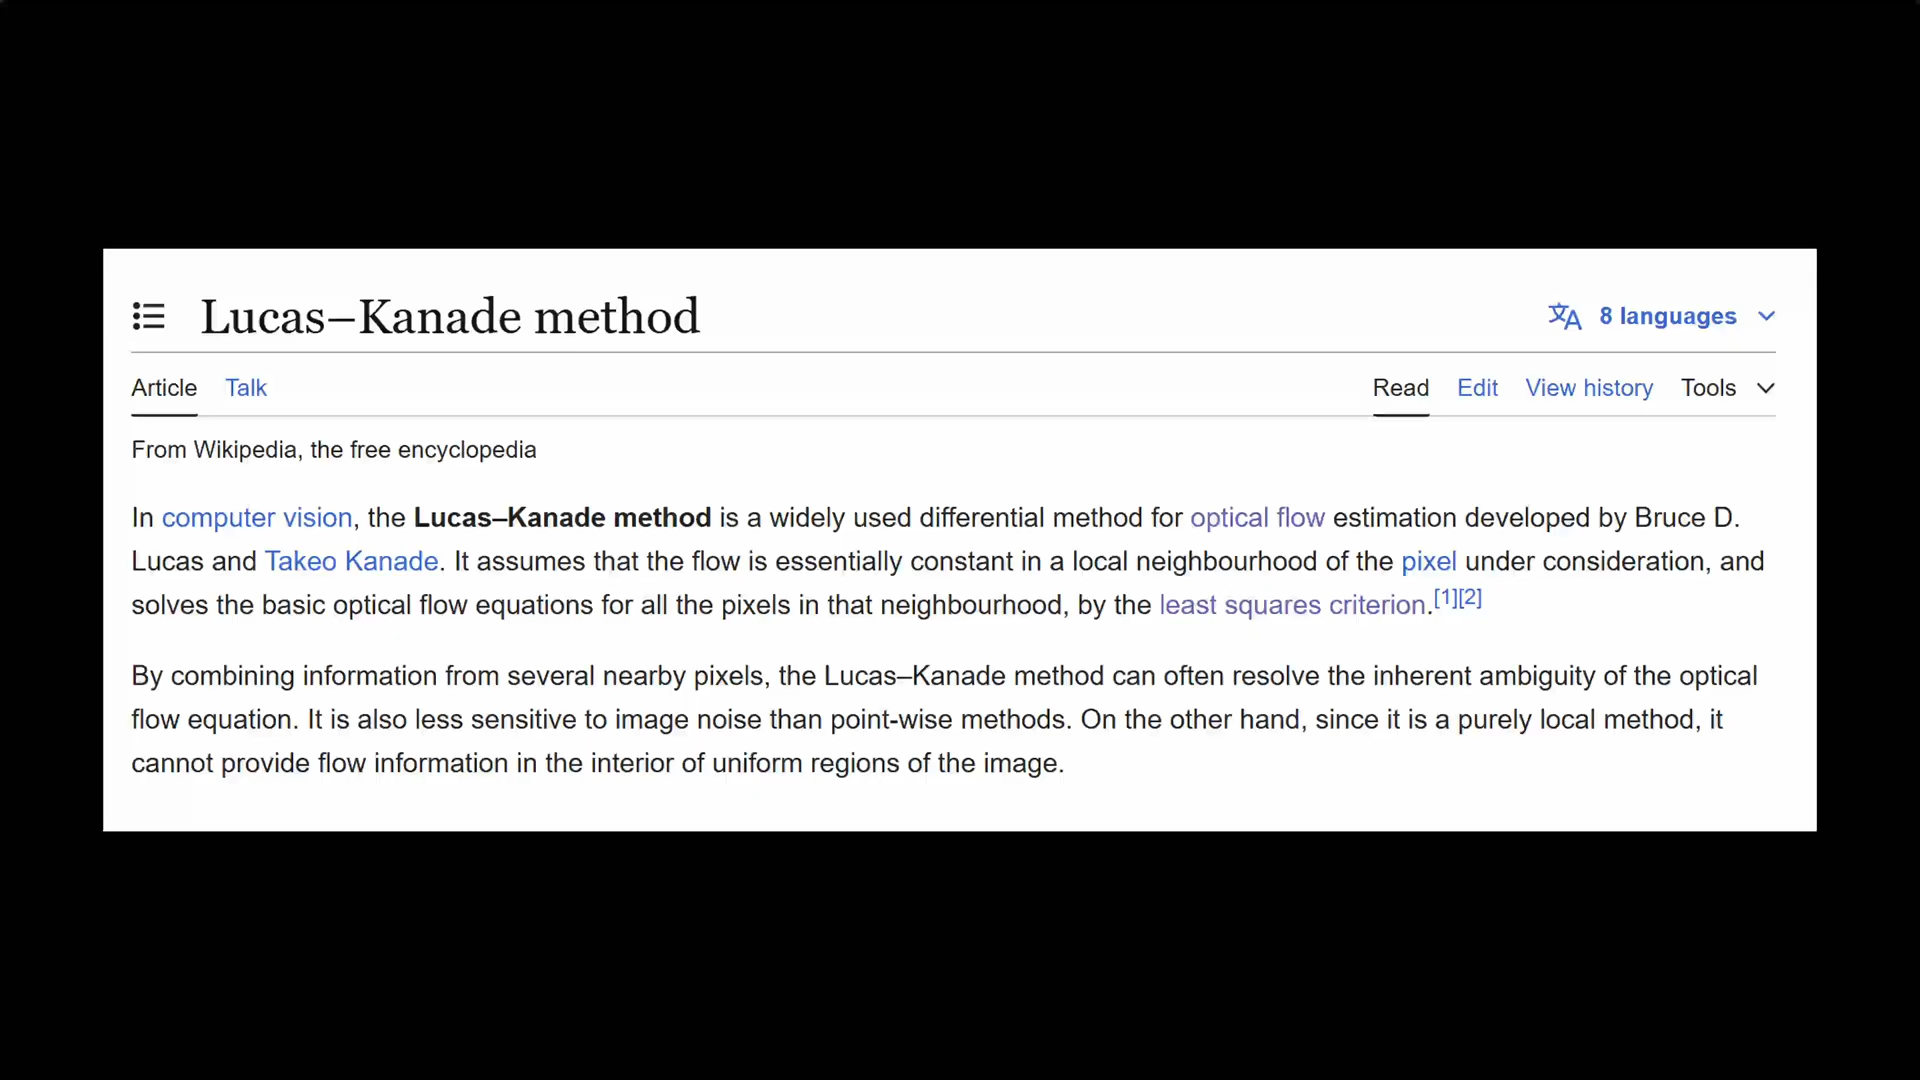 Lucas–Kanade method
8 languages
Article Talk
Read Edit View history Tools
From Wikipedia, the free encyclopedia
In computer vision, the Lucas–Kanade method is a widely used differential method for optical flow estimation developed by Bruce D.
Lucas and Takeo Kanade. It assumes that the flow is essentially constant in a local neighbourhood of the pixel under consideration, and
solves the basic optical flow equations for all the pixels in that neighbourhood, by the least squares criterion.[1][2]
By combining information from several nearby pixels, the Lucas–Kanade method can often resolve the inherent ambiguity of the optical
flow equation. It is also less sensitive to image noise than point-wise methods. On the other hand, since it is a purely local method, it
cannot provide flow information in the interior of uniform regions of the image.